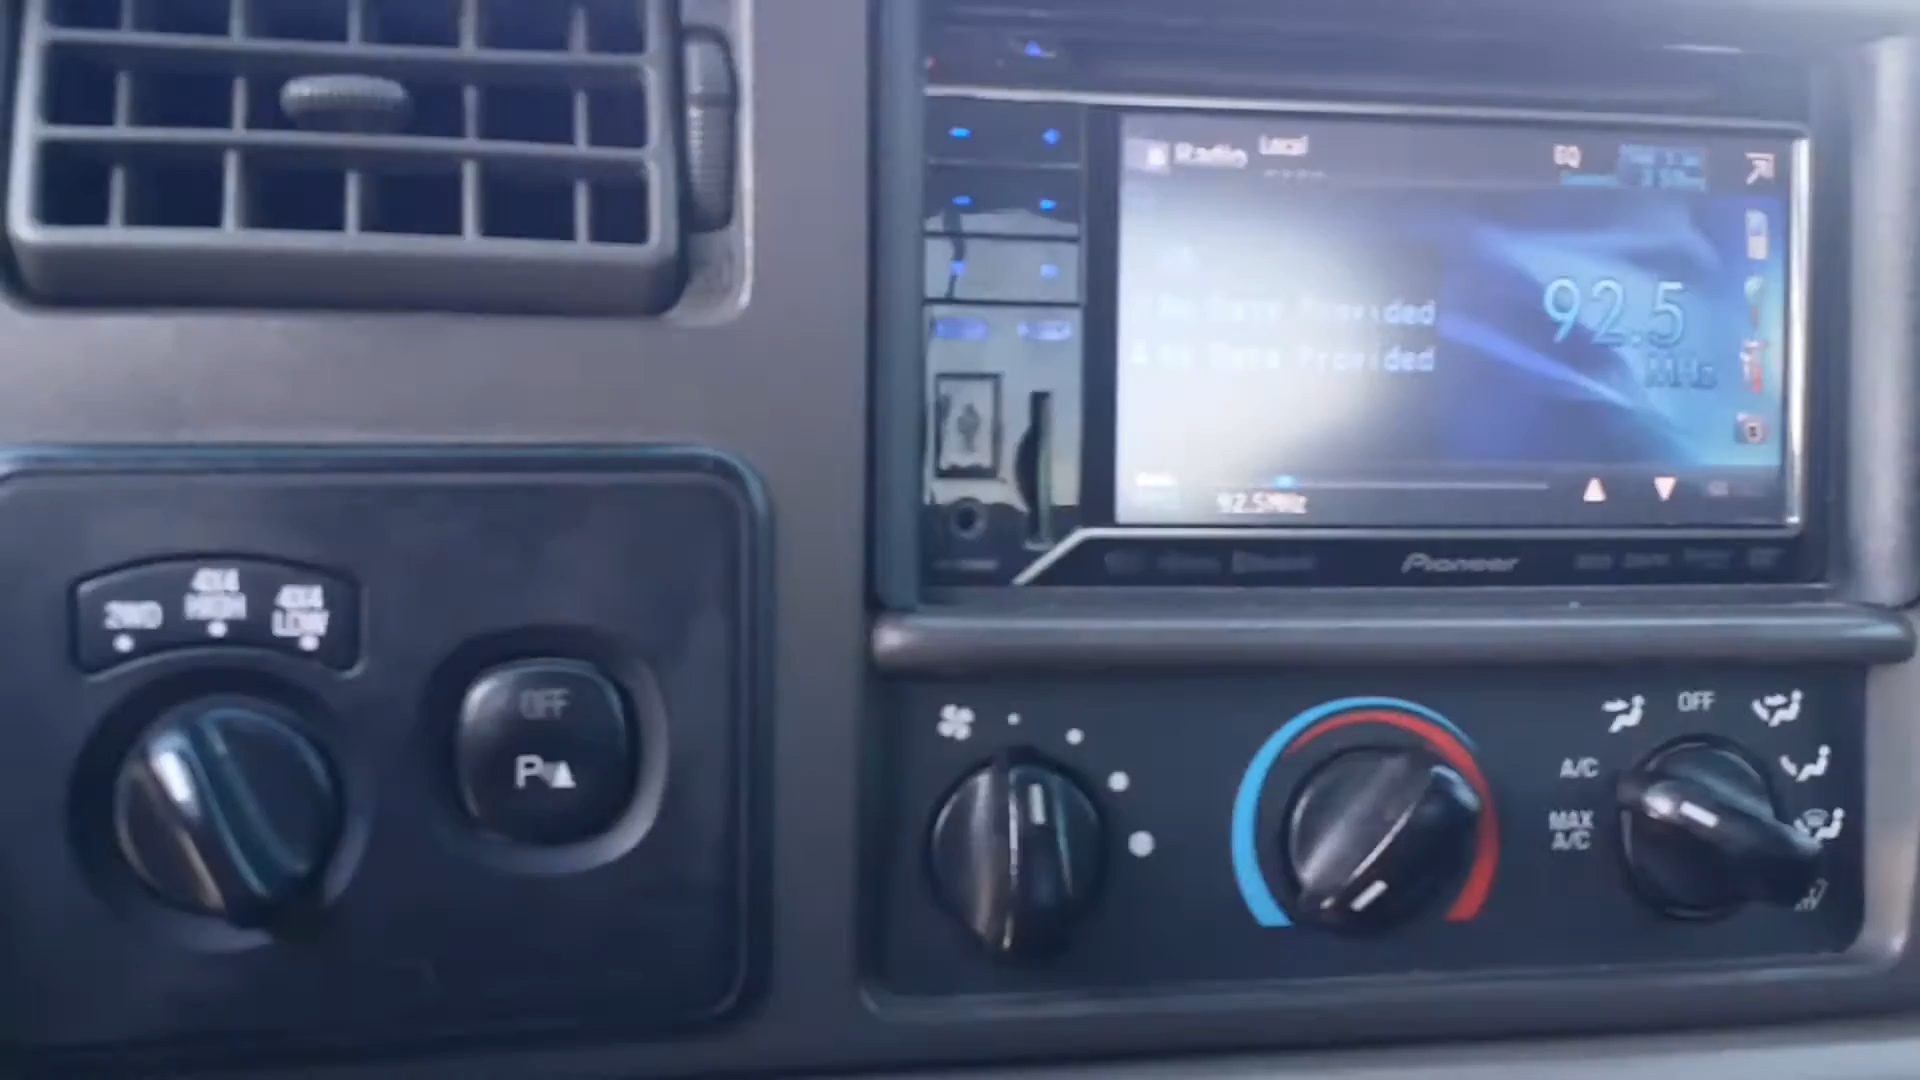 Radio
Local
EQ
No Data Provided
No Data Provided
92.5
MHz
92.5MHz
Pioneer
2WD
4X4
HIGH
4X4
LOW
OFF
P
OFF
A/C
MAX
A/C